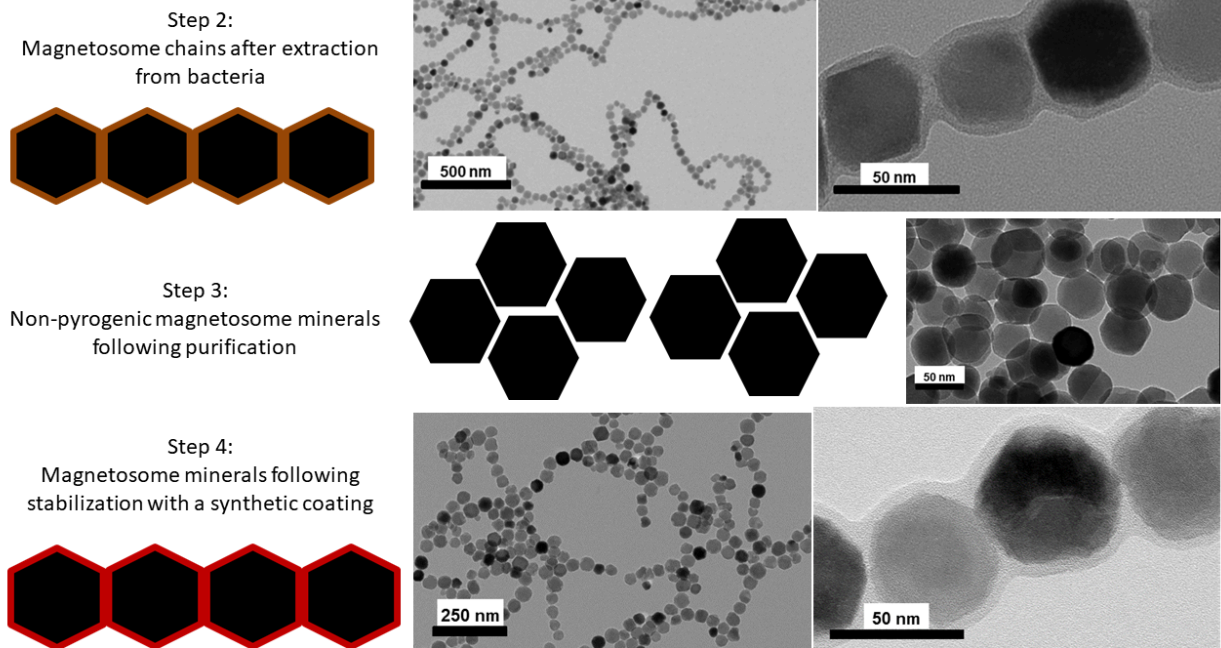 Step 2:
Magnetosome chains after extraction
from bacteria
500 nm
50 nm
Step 3:
Non-pyrogenic magnetosome minerals
following purification
50 nm
Step 4:
Magnetosome minerals following
stabilization with a synthetic coating
250 nm
50 nm